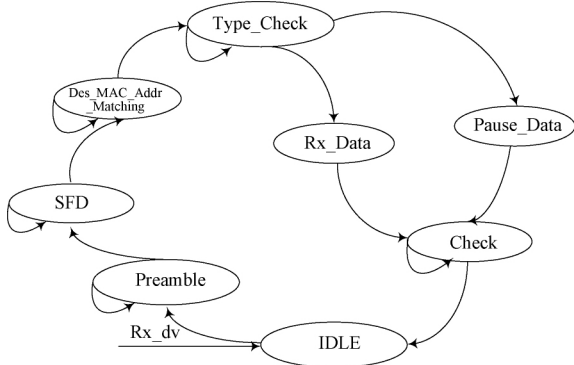 Type_Check
Des_MAC_Addr
_Matching
Rx_Data
Pause_Data
SFD
Check
Preamble
Rx_dv
IDLE